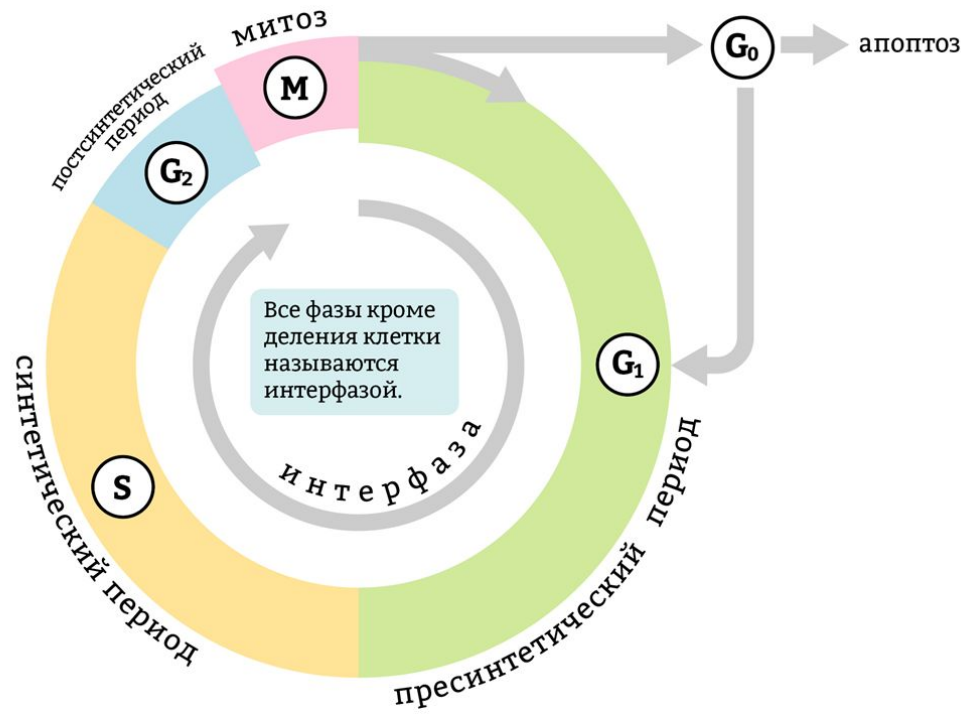 митоз
M
G₀
апоптоз
постсинтетический
период
G₂
Все фазы кроме
деления клетки
называются
интерфазой.
интерфаза
G₁
S
синтетический период
пресинтетический период